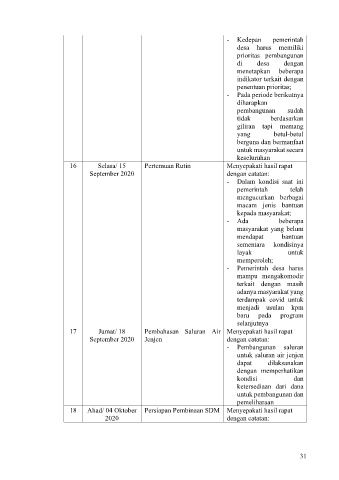 - Kedepan pemerintah
desa harus memiliki
prioritas pembangunan
di desa dengan
menetapkan beberapa
indikator terkait dengan
penentuan prioritas;
- Pada periode berikutnya
diharapkan
pembangunan sudah
tidak berdasarkan
giliran tapi memang
yang betul-betul
berguna dan bermanfaat
untuk masyarakat secara
keseluruhan
16 Selasa/ 15 Pertemuan Rutin Menyepakati hasil rapat
September 2020 dengan catatan:
- Dalam kondisi saat ini
pemerintah telah
mengucurkan berbagai
macam jenis bantuan
kepada masyarakat;
- Ada beberapa
masyarakat yang belum
mendapat bantuan
sementara kondisinya
layak untuk
memperoleh;
- Pemerintah desa harus
mampu mengakomodir
terkait dengan masih
adanya masyarakat yang
terdampak covid untuk
menjadi usulan kpm
baru pada program
selanjutnya
17 Jumat/ 18 Pembahasan Saluran Air Menyepakati hasil rapat
September 2020 Jenjen dengan catatan:
- Pembangunan saluran
untuk saluran air jenjen
dapat dilaksanakan
dengan memperhatikan
kondisi dan
ketersediaan dari dana
untuk pembangunan dan
pemeliharaan
18 Ahad/ 04 Oktober Persiapan Pembinaan SDM Menyepakati hasil rapat
2020 dengan catatan:
31